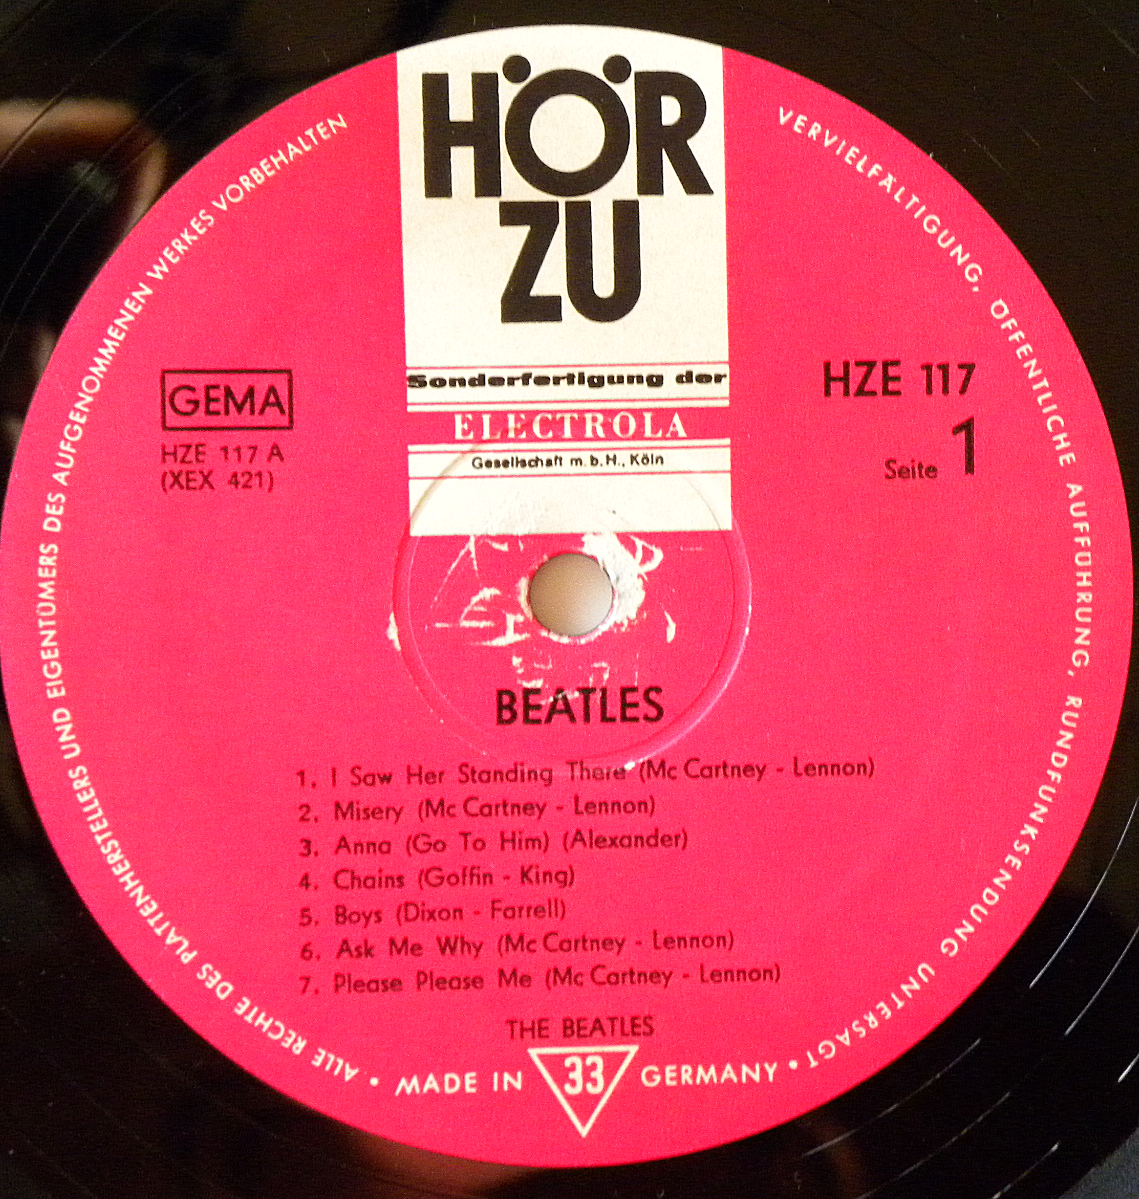 HÖR
ZU
Sonderfertigung der
ELECTROLA
Gesellschaft m.b.H., Köln
GEMA
HZE 117 A
(XEX 421)
HZE 117
Seite 1
BEATLES
1. I Saw Her Standing There (Mc Cartney - Lennon)
2. Misery (Mc Cartney - Lennon)
3. Anna (Go To Him) (Alexander)
4. Chains (Goffin - King)
5. Boys (Dixon - Farrell)
6. Ask Me Why (Mc Cartney - Lennon)
7. Please Please Me (Mc Cartney - Lennon)
THE BEATLES
MADE IN 33 GERMANY
• ALLE RECHTE DES PLATTENHERSTELLERS UND EIGENTÜMERS DES AUFGENOMMENEN WERKES VORBEHALTEN
VERVIELFÄLTIGUNG, ÖFFENTLICHE AUFFÜHRUNG, RUNDFUNKSENDUNG UNTERSAGT •